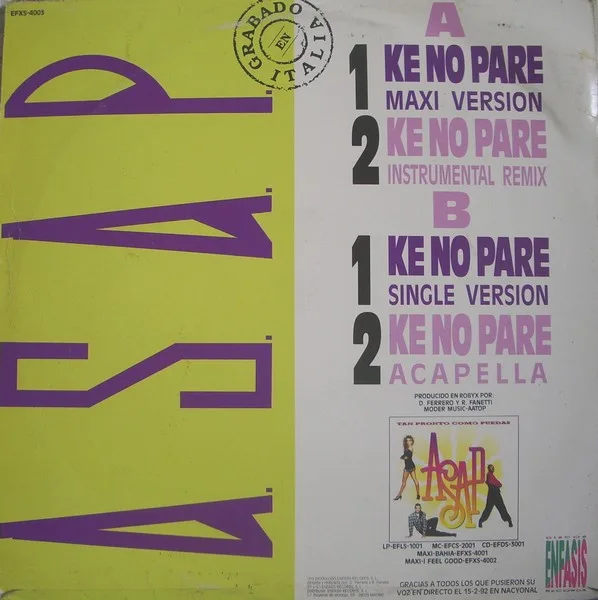 EFXS-4003
GRABADO
EN
ITALIA
A.S.A.P.
A
1 KE NO PARE
MAXI VERSION
2 KE NO PARE
INSTRUMENTAL REMIX
B
1 KE NO PARE
SINGLE VERSION
2 KE NO PARE
ACAPELLA
PRODUCIDO EN ROBYX POR:
D. FERRERO Y R. FANETTI
MODER MUSIC-AATOP
TAN PRONTO COMO PUEDAS
ASAP
LP-EFLS-1001 MC-EFCS-2001 CD-EFDS-3001
MAXI-BAHIA-EFXS-4001
MAXI-I FEEL GOOD-EFXS-4002
ENFASIS
RECORDS
GRACIAS A TODOS LOS QUE PUSIERON SU
VOZ EN DIRECTO EL 15-2-92 EN NACYONAL